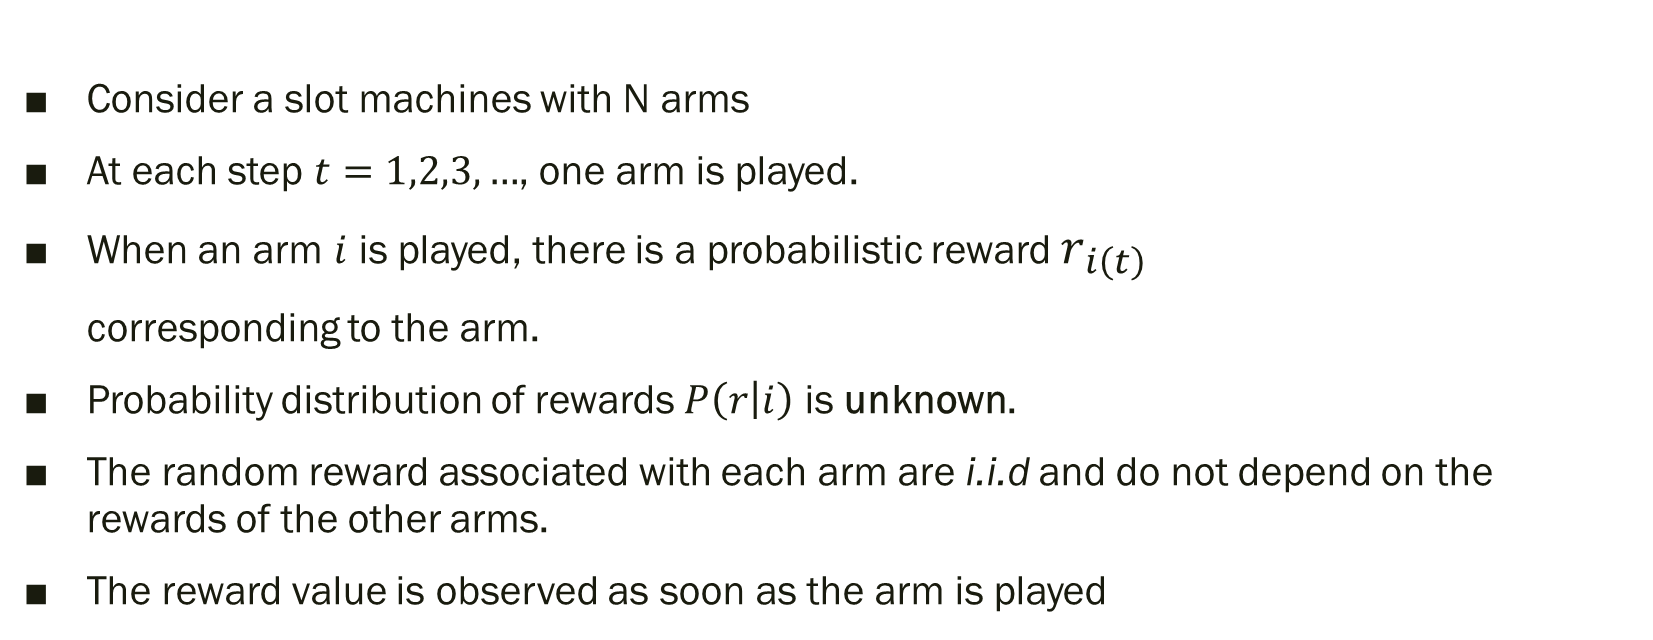 ■ Consider a slot machines with N arms
■ At each step t = 1,2,3, …, one arm is played.
■ When an arm i is played, there is a probabilistic reward r_{i(t)}
corresponding to the arm.
■ Probability distribution of rewards P(r|i) is unknown.
■ The random reward associated with each arm are i.i.d and do not depend on the
rewards of the other arms.
■ The reward value is observed as soon as the arm is played